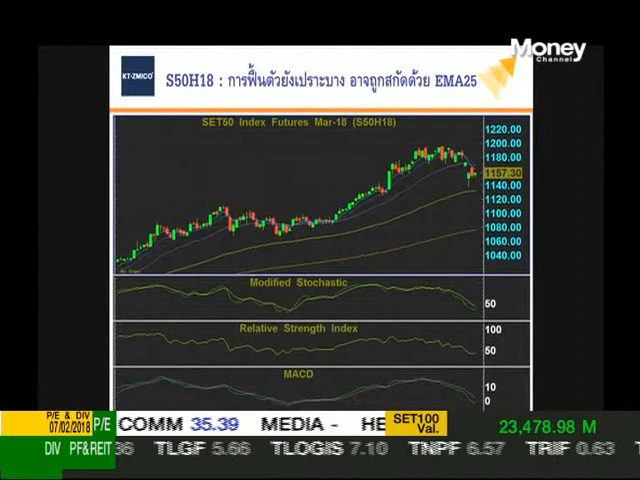 Money
Channel
KT-ZMICO
S50H18 : การฟื้นตัวยังเปราะบาง อาจถูกสกัดด้วย EMA25
SET50 Index Futures Mar-18 (S50H18)
1220.00
1200.00
1180.00
1157.30
1140.00
1120.00
1100.00
1080.00
1060.00
1040.00
Modified Stochastic
50
Relative Strength Index
100
50
MACD
10
0
P/E & DIV
07/02/2018
P/E COMM 35.39 MEDIA - HE
SET100
Val.
23,478.98 M
DIV PF&REIT 36 TLGF 5.66 TLOGIS 7.10 TNPF 6.57 TRIF 0.63